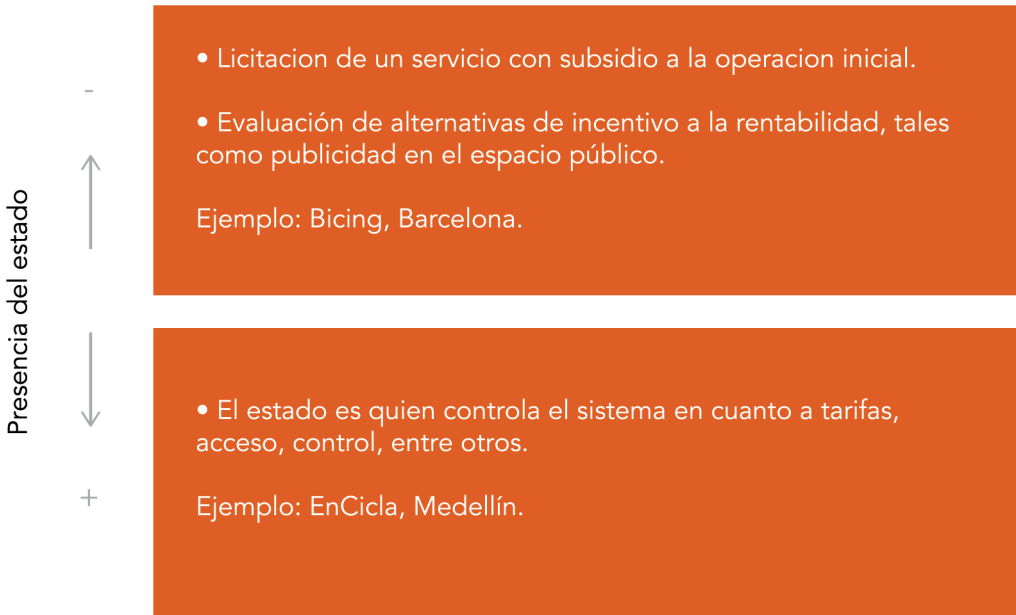 Presencia del estado
-
• Licitacion de un servicio con subsidio a la operacion inicial.
• Evaluación de alternativas de incentivo a la rentabilidad, tales
como publicidad en el espacio público.
Ejemplo: Bicing, Barcelona.
• El estado es quien controla el sistema en cuanto a tarifas,
acceso, control, entre otros.
+
Ejemplo: EnCicla, Medellín.